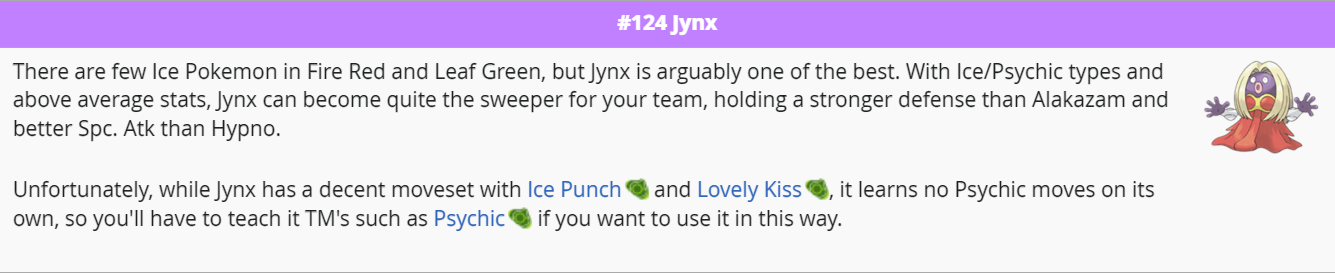 #124 Jynx
There are few Ice Pokemon in Fire Red and Leaf Green, but Jynx is arguably one of the best. With Ice/Psychic types and
above average stats, Jynx can become quite the sweeper for your team, holding a stronger defense than Alakazam and
better Spc. Atk than Hypno.
Unfortunately, while Jynx has a decent moveset with Ice Punch and Lovely Kiss, it learns no Psychic moves on its
own, so you'll have to teach it TM's such as Psychic if you want to use it in this way.